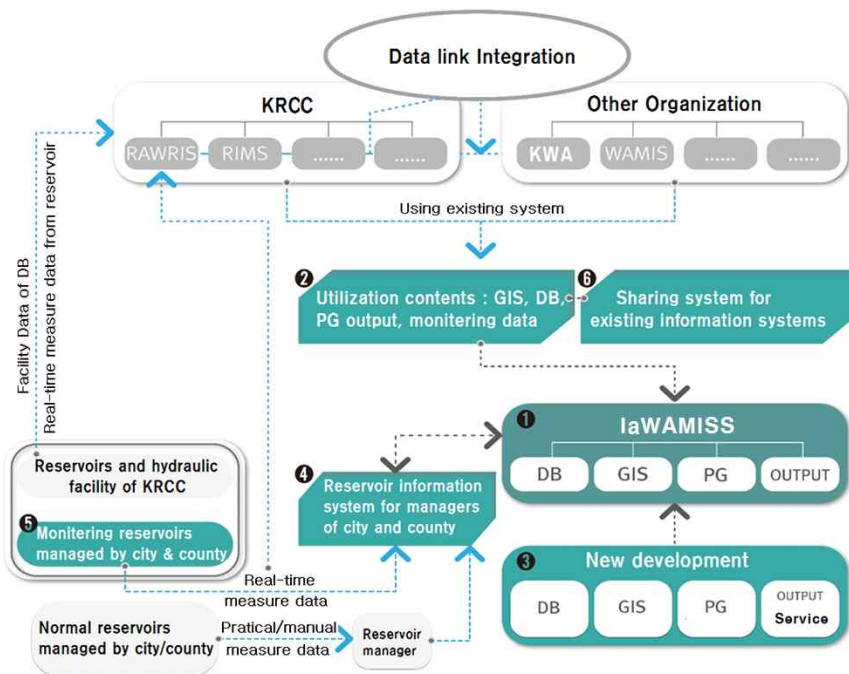 Data link Integration
KRCC
RAWRIS
RIMS
......
......
Other Organization
KWA
WAMIS
......
......
Using existing system
Facility Data of DB
Real-time measure data from reservoir
❷
Utilization contents : GIS, DB,
PG output, monitering data
❻
Sharing system for
existing information systems
❶
IaWAMISS
DB
GIS
PG
OUTPUT
Reservoirs and hydraulic
facility of KRCC
❺
Monitering reservoirs
managed by city & county
❹
Reservoir information
system for managers
of city and county
❸
New development
DB
GIS
PG
OUTPUT
Service
Real-time
measure data
Normal reservoirs
managed by city/county
Pratical/manual
measure data
Reservoir
manager